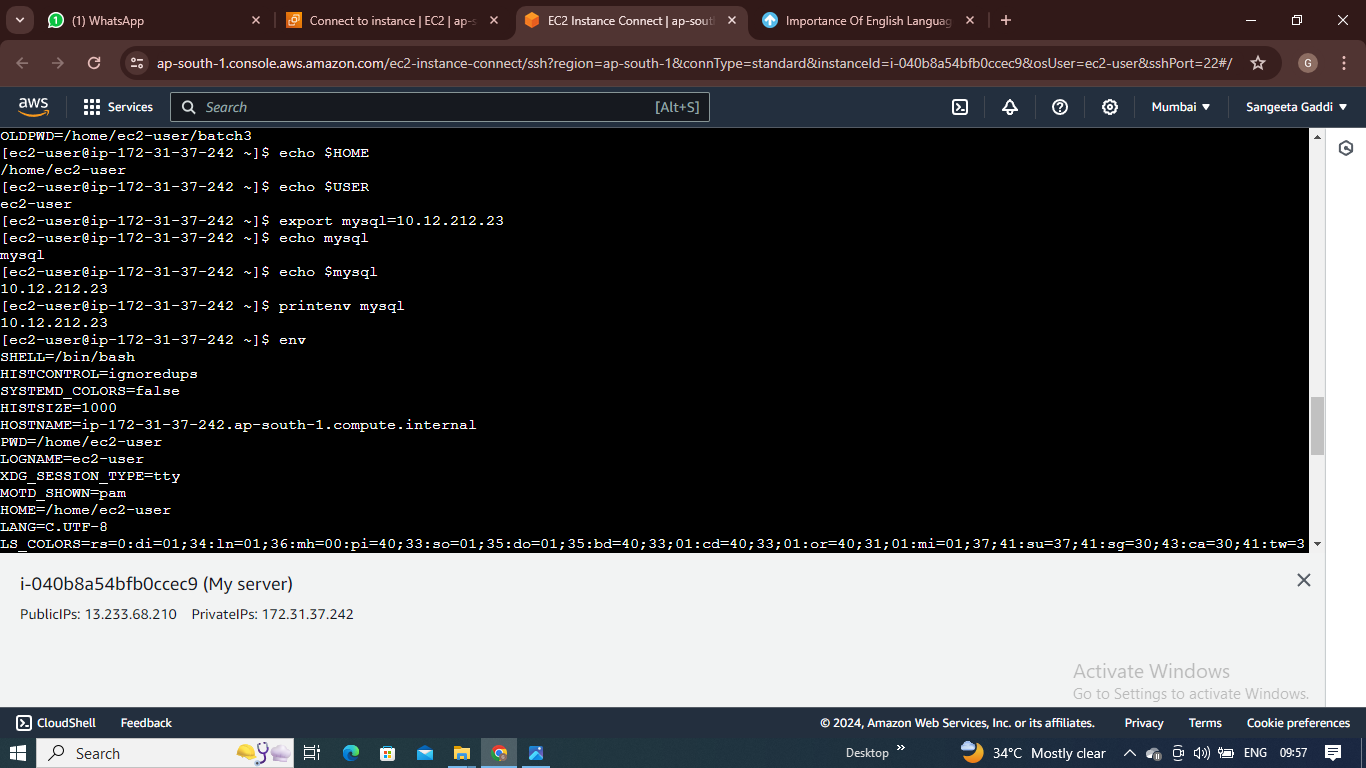 (1) WhatsApp
Connect to instance | EC2 | ap-s
EC2 Instance Connect | ap-sout
Importance Of English Languag
ap-south-1.console.aws.amazon.com/ec2-instance-connect/ssh?region=ap-south-1&connType=standard&instanceId=i-040b8a54bfb0ccec9&osUser=ec2-user&sshPort=22#/
G
aws
Services
Search
[Alt+S]
Mumbai
Sangeeta Gaddi
OLDPWD=/home/ec2-user/batch3
[ec2-user@ip-172-31-37-242 ~]$ echo $HOME
/home/ec2-user
[ec2-user@ip-172-31-37-242 ~]$ echo $USER
ec2-user
[ec2-user@ip-172-31-37-242 ~]$ export mysql=10.12.212.23
[ec2-user@ip-172-31-37-242 ~]$ echo mysql
mysql
[ec2-user@ip-172-31-37-242 ~]$ echo $mysql
10.12.212.23
[ec2-user@ip-172-31-37-242 ~]$ printenv mysql
10.12.212.23
[ec2-user@ip-172-31-37-242 ~]$ env
SHELL=/bin/bash
HISTCONTROL=ignoredups
SYSTEMD_COLORS=false
HISTSIZE=1000
HOSTNAME=ip-172-31-37-242.ap-south-1.compute.internal
PWD=/home/ec2-user
LOGNAME=ec2-user
XDG_SESSION_TYPE=tty
MOTD_SHOWN=pam
HOME=/home/ec2-user
LANG=C.UTF-8
LS_COLORS=rs=0:di=01;34:ln=01;36:mh=00:pi=40;33:so=01;35:do=01;35:bd=40;33;01:cd=40;33;01:or=40;31;01:mi=01;37;41:su=37;41:sg=30;43:ca=30;41:tw=3
i-040b8a54bfb0ccec9 (My server)
PublicIPs: 13.233.68.210 PrivateIPs: 172.31.37.242
Activate Windows
Go to Settings to activate Windows.
CloudShell
Feedback
© 2024, Amazon Web Services, Inc. or its affiliates.
Privacy
Terms
Cookie preferences
Search
Desktop
34°C Mostly clear
ENG
09:57